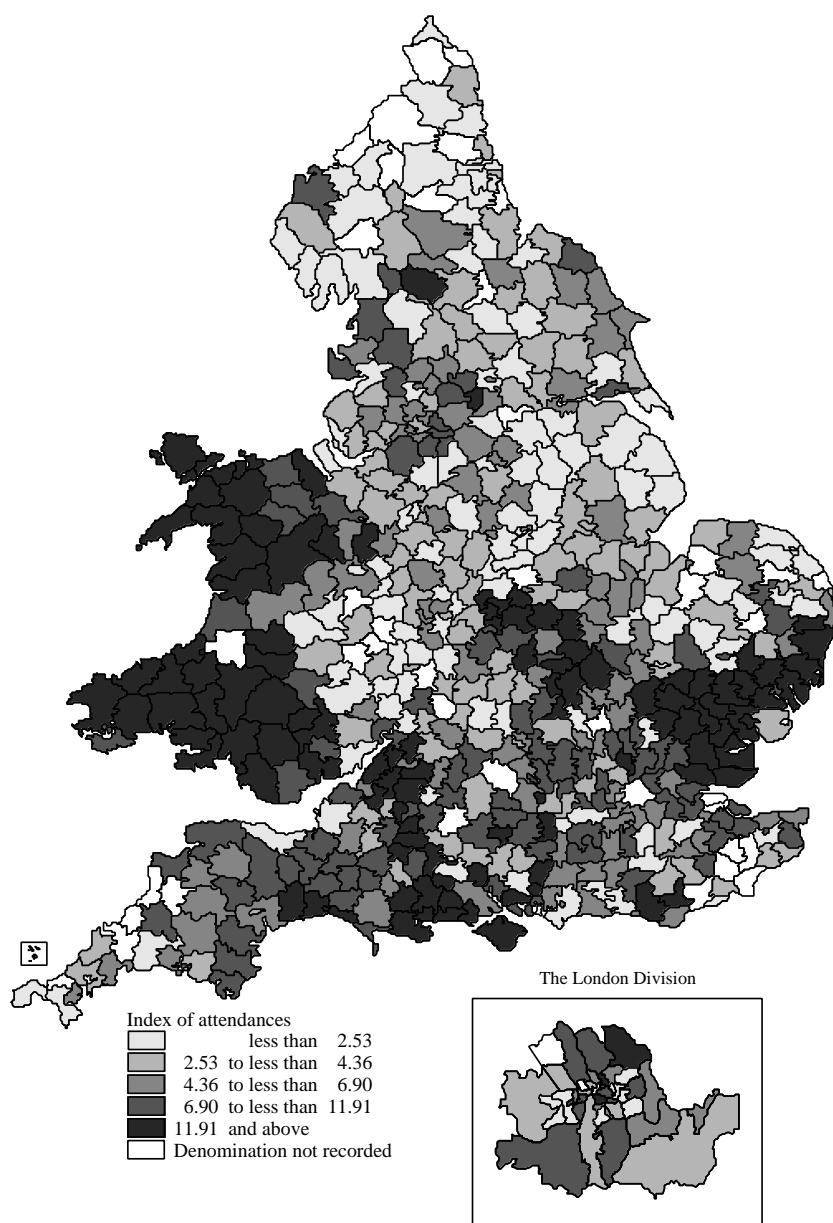 The London Division
Index of attendances
less than 2.53
2.53 to less than 4.36
4.36 to less than 6.90
6.90 to less than 11.91
11.91 and above
Denomination not recorded